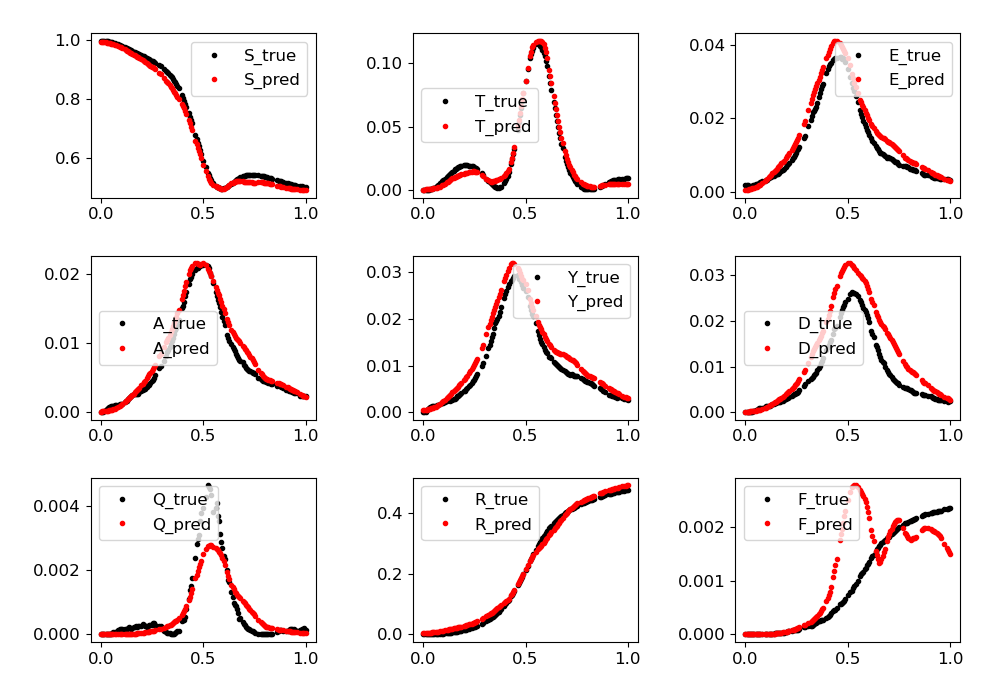 1.0
0.8
0.6
0.0 0.5 1.0
S_true
S_pred
0.10
0.05
0.00
0.0 0.5 1.0
T_true
T_pred
0.04
0.02
0.00
0.0 0.5 1.0
E_true
E_pred
0.02
0.01
0.00
0.0 0.5 1.0
A_true
A_pred
0.03
0.02
0.01
0.00
0.0 0.5 1.0
Y_true
Y_pred
0.03
0.02
0.01
0.00
0.0 0.5 1.0
D_true
D_pred
0.004
0.002
0.000
0.0 0.5 1.0
Q_true
Q_pred
0.4
0.2
0.0
0.0 0.5 1.0
R_true
R_pred
0.002
0.001
0.000
0.0 0.5 1.0
F_true
F_pred